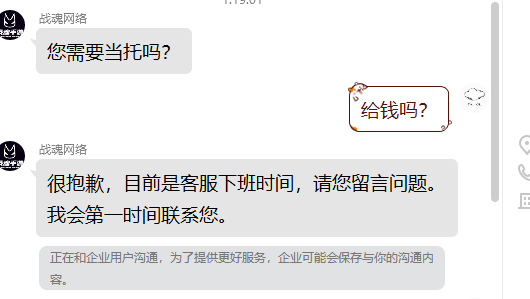 战魂网络
您需要当托吗？
给钱吗？
战魂网络
很抱歉，目前是客服下班时间，请您留言问题。
我会第一时间联系您。
正在和企业用户沟通，为了提供更好服务，企业可能会保存与你的沟通内
容。